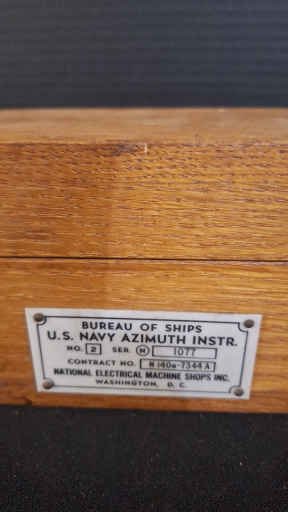 BUREAU OF SHIPS
U.S. NAVY AZIMUTH INSTR.
NO. 2 SER. N 1077
CONTRACT NO. N 140s-7344A
NATIONAL ELECTRICAL MACHINE SHOPS INC.
WASHINGTON, D. C.